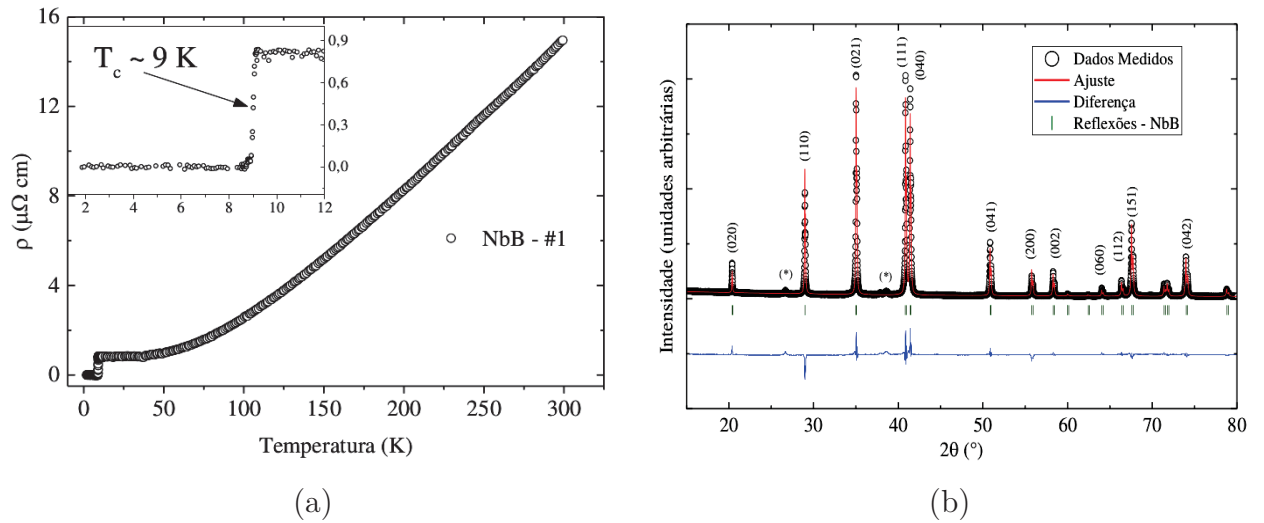 16
12
8
4
0
ρ (μΩ cm)
0 50 100 150 200 250 300
Temperatura (K)
T_c ~ 9 K
0,9
0,6
0,3
0,0
2 4 6 8 10 12
NbB - #1
(a)
Intensidade (unidades arbitrárias)
(020)
(*)
(110)
(021)
(*)
(111)
(040)
(041)
(200)
(002)
(060)
(112)
(151)
(042)
Dados Medidos
Ajuste
Diferença
Reflexões - NbB
20 30 40 50 60 70 80
2θ (°)
(b)